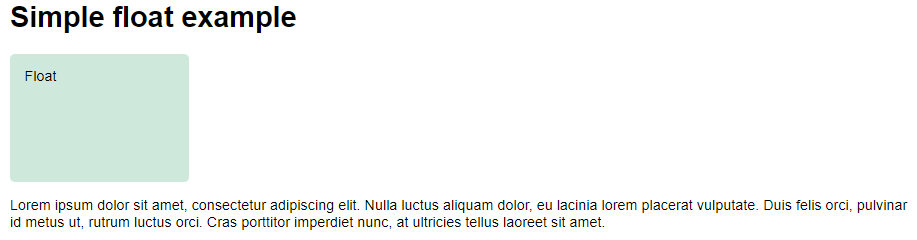 Simple float example
Float
Lorem ipsum dolor sit amet, consectetur adipiscing elit. Nulla luctus aliquam dolor, eu lacinia lorem placerat vulputate. Duis felis orci, pulvinar
id metus ut, rutrum luctus orci. Cras porttitor imperdiet nunc, at ultricies tellus laoreet sit amet.